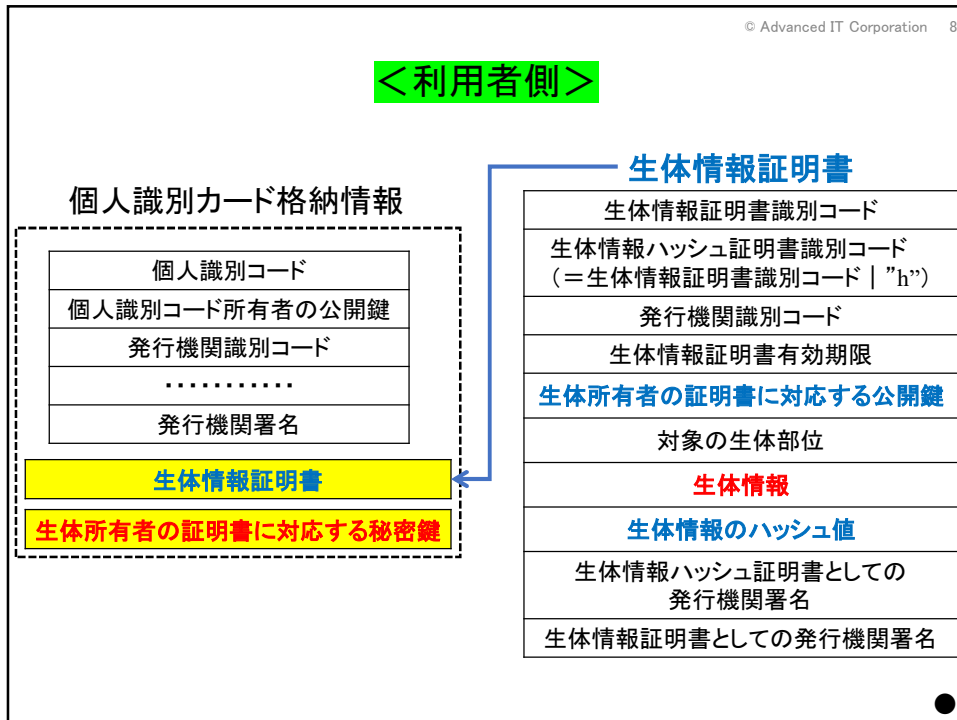 © Advanced IT Corporation 8
＜利用者側＞
個人識別カード格納情報
個人識別コード
個人識別コード所有者の公開鍵
発行機関識別コード
・・・・・・・・・・・
発行機関署名
生体情報証明書
生体所有者の証明書に対応する秘密鍵
生体情報証明書
生体情報証明書識別コード
生体情報ハッシュ証明書識別コード
（＝生体情報証明書識別コード｜”h”）
発行機関識別コード
生体情報証明書有効期限
生体所有者の証明書に対応する公開鍵
対象の生体部位
生体情報
生体情報のハッシュ値
生体情報ハッシュ証明書としての
発行機関署名
生体情報証明書としての発行機関署名